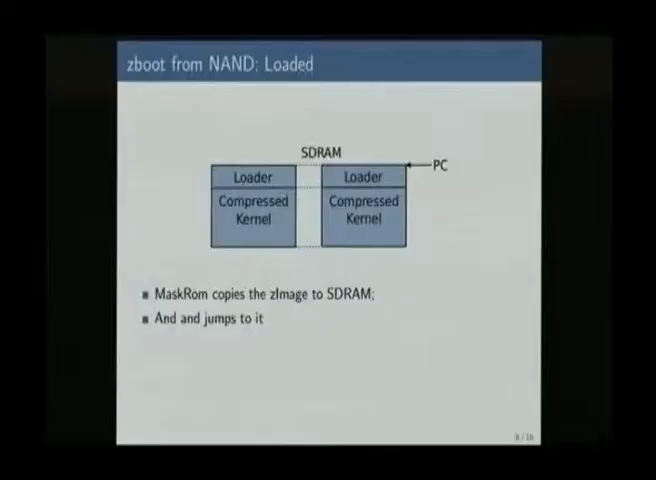 zboot from NAND: Loaded
SDRAM
PC
Loader
Loader
Compressed
Kernel
Compressed
Kernel
MaskRom copies the zImage to SDRAM;
And and jumps to it